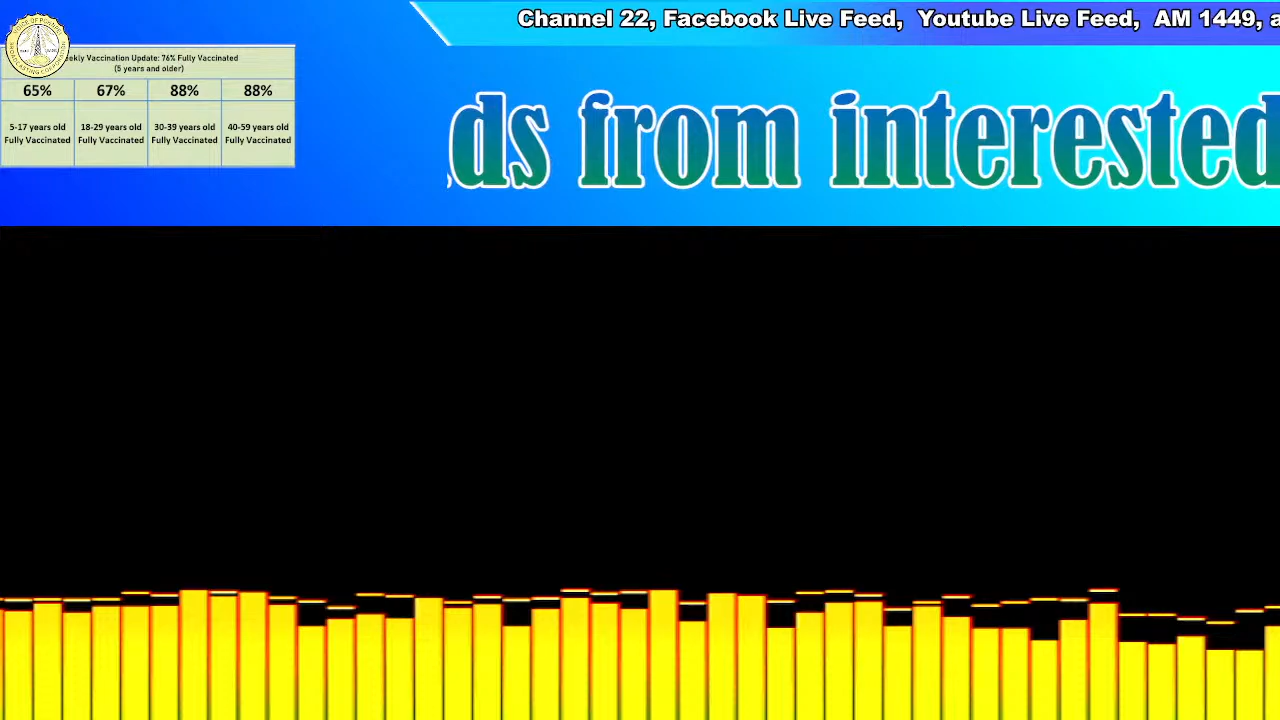 Channel 22, Facebook Live Feed, Youtube Live Feed, AM 1449, a
ekly Vaccination Update: 76% Fully Vaccinated
(5 years and older)
65% 67% 88% 88%
5-17 years old 18-29 years old 30-39 years old 40-59 years old
Fully Vaccinated Fully Vaccinated Fully Vaccinated Fully Vaccinated
ds from interested